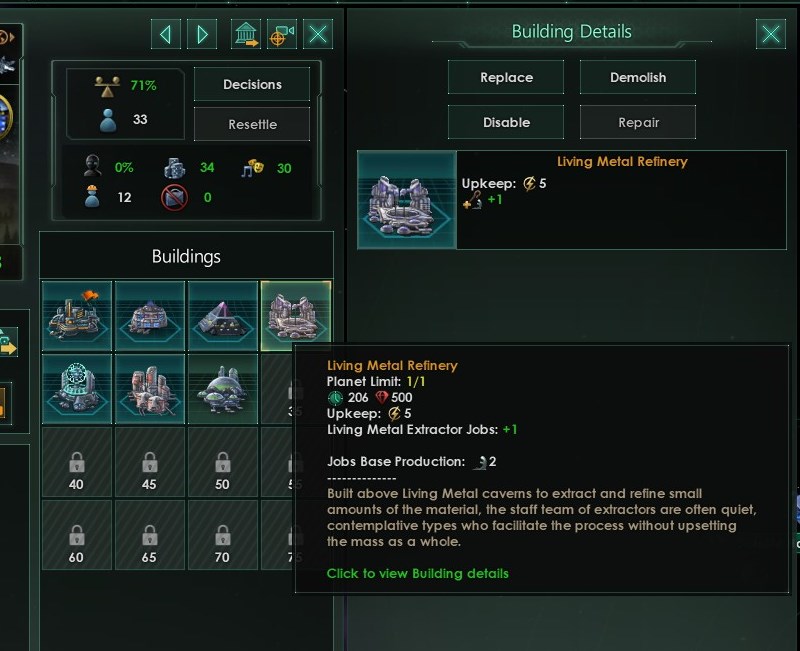 Building Details
71%
Decisions
Replace
Demolish
33
Resettle
Disable
Repair
0%
34
30
12
0
Living Metal Refinery
Upkeep: 5
+1
Buildings
Living Metal Refinery
Planet Limit: 1/1
206 500
Upkeep: 5
Living Metal Extractor Jobs: +1
Jobs Base Production: 2
--------------
Built above Living Metal caverns to extract and refine small
amounts of the material, the staff team of extractors are often quiet,
contemplative types who facilitate the process without upsetting
the mass as a whole.
Click to view Building details
40
45
50
60
65
70